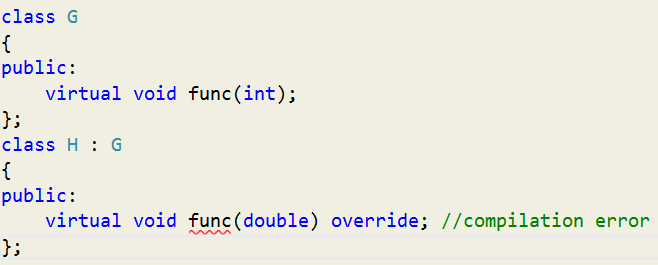 class G
{
public:
    virtual void func(int);
};
class H : G
{
public:
    virtual void func(double) override; //compilation error
};